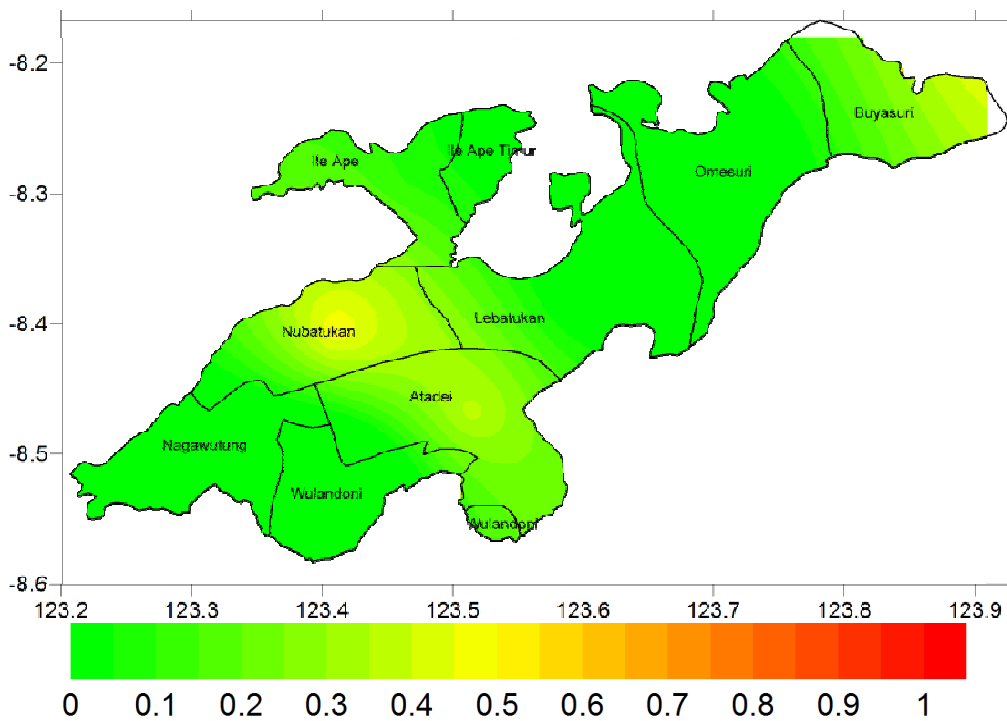 -8.2
Buyasuri
Ile Ape
Ile Ape Timur
Omesuri
-8.3
-8.4
Nubatukan
Lebatukan
Atadei
Nagawutung
-8.5
Wulandoni
Wulandoni
-8.6
123.2 123.3 123.4 123.5 123.6 123.7 123.8 123.9
0 0.1 0.2 0.3 0.4 0.5 0.6 0.7 0.8 0.9 1